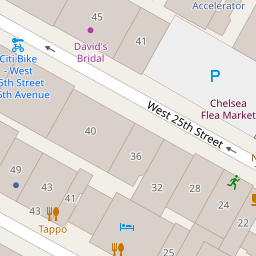 Accelerator
45
David's
Bridal
41
Citi Bike
- West
5th Street
5th Avenue
P
Chelsea
Flea Market
West 25th Street
40
36
49
43
41
43
32
28
24
Tappo
25